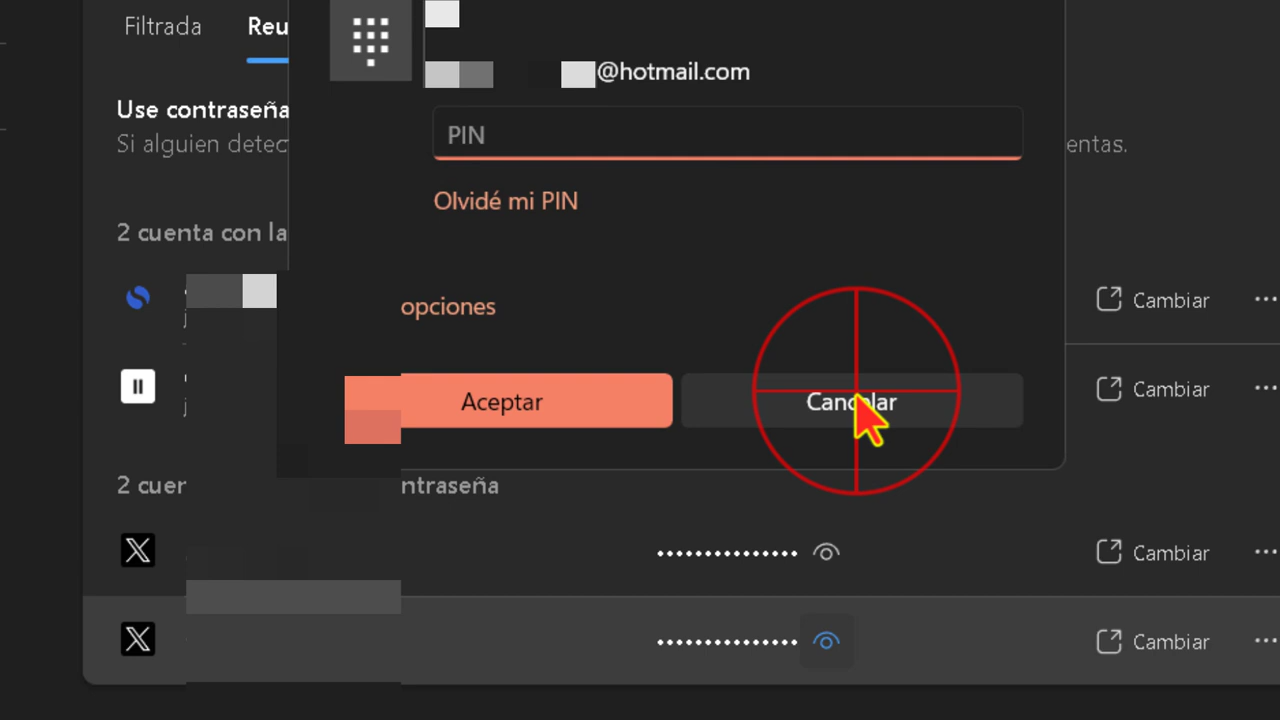 Filtrada Reu
@hotmail.com
Use contraseña
PIN
Si alguien detec entas.
Olvidé mi PIN
2 cuenta con la
Cambiar ...
opciones
Cambiar ...
Aceptar Cancelar
2 cuen ntraseña
X ••••••••••••••• Cambiar ...
X ••••••••••••••• Cambiar ...